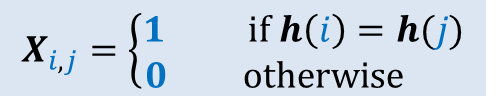 X_{i,j} = { 1 if h(i) = h(j)
0 otherwise